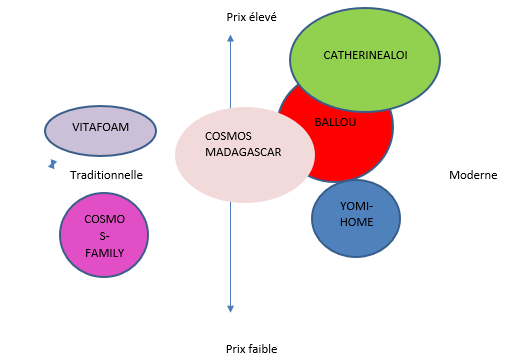 Prix élevé
CATHERINEALOI
BALLOU
VITAFOAM
COSMOS
MADAGASCAR
Traditionnelle
Moderne
YOMI-
HOME
COSMO
S-
FAMILY
Prix faible